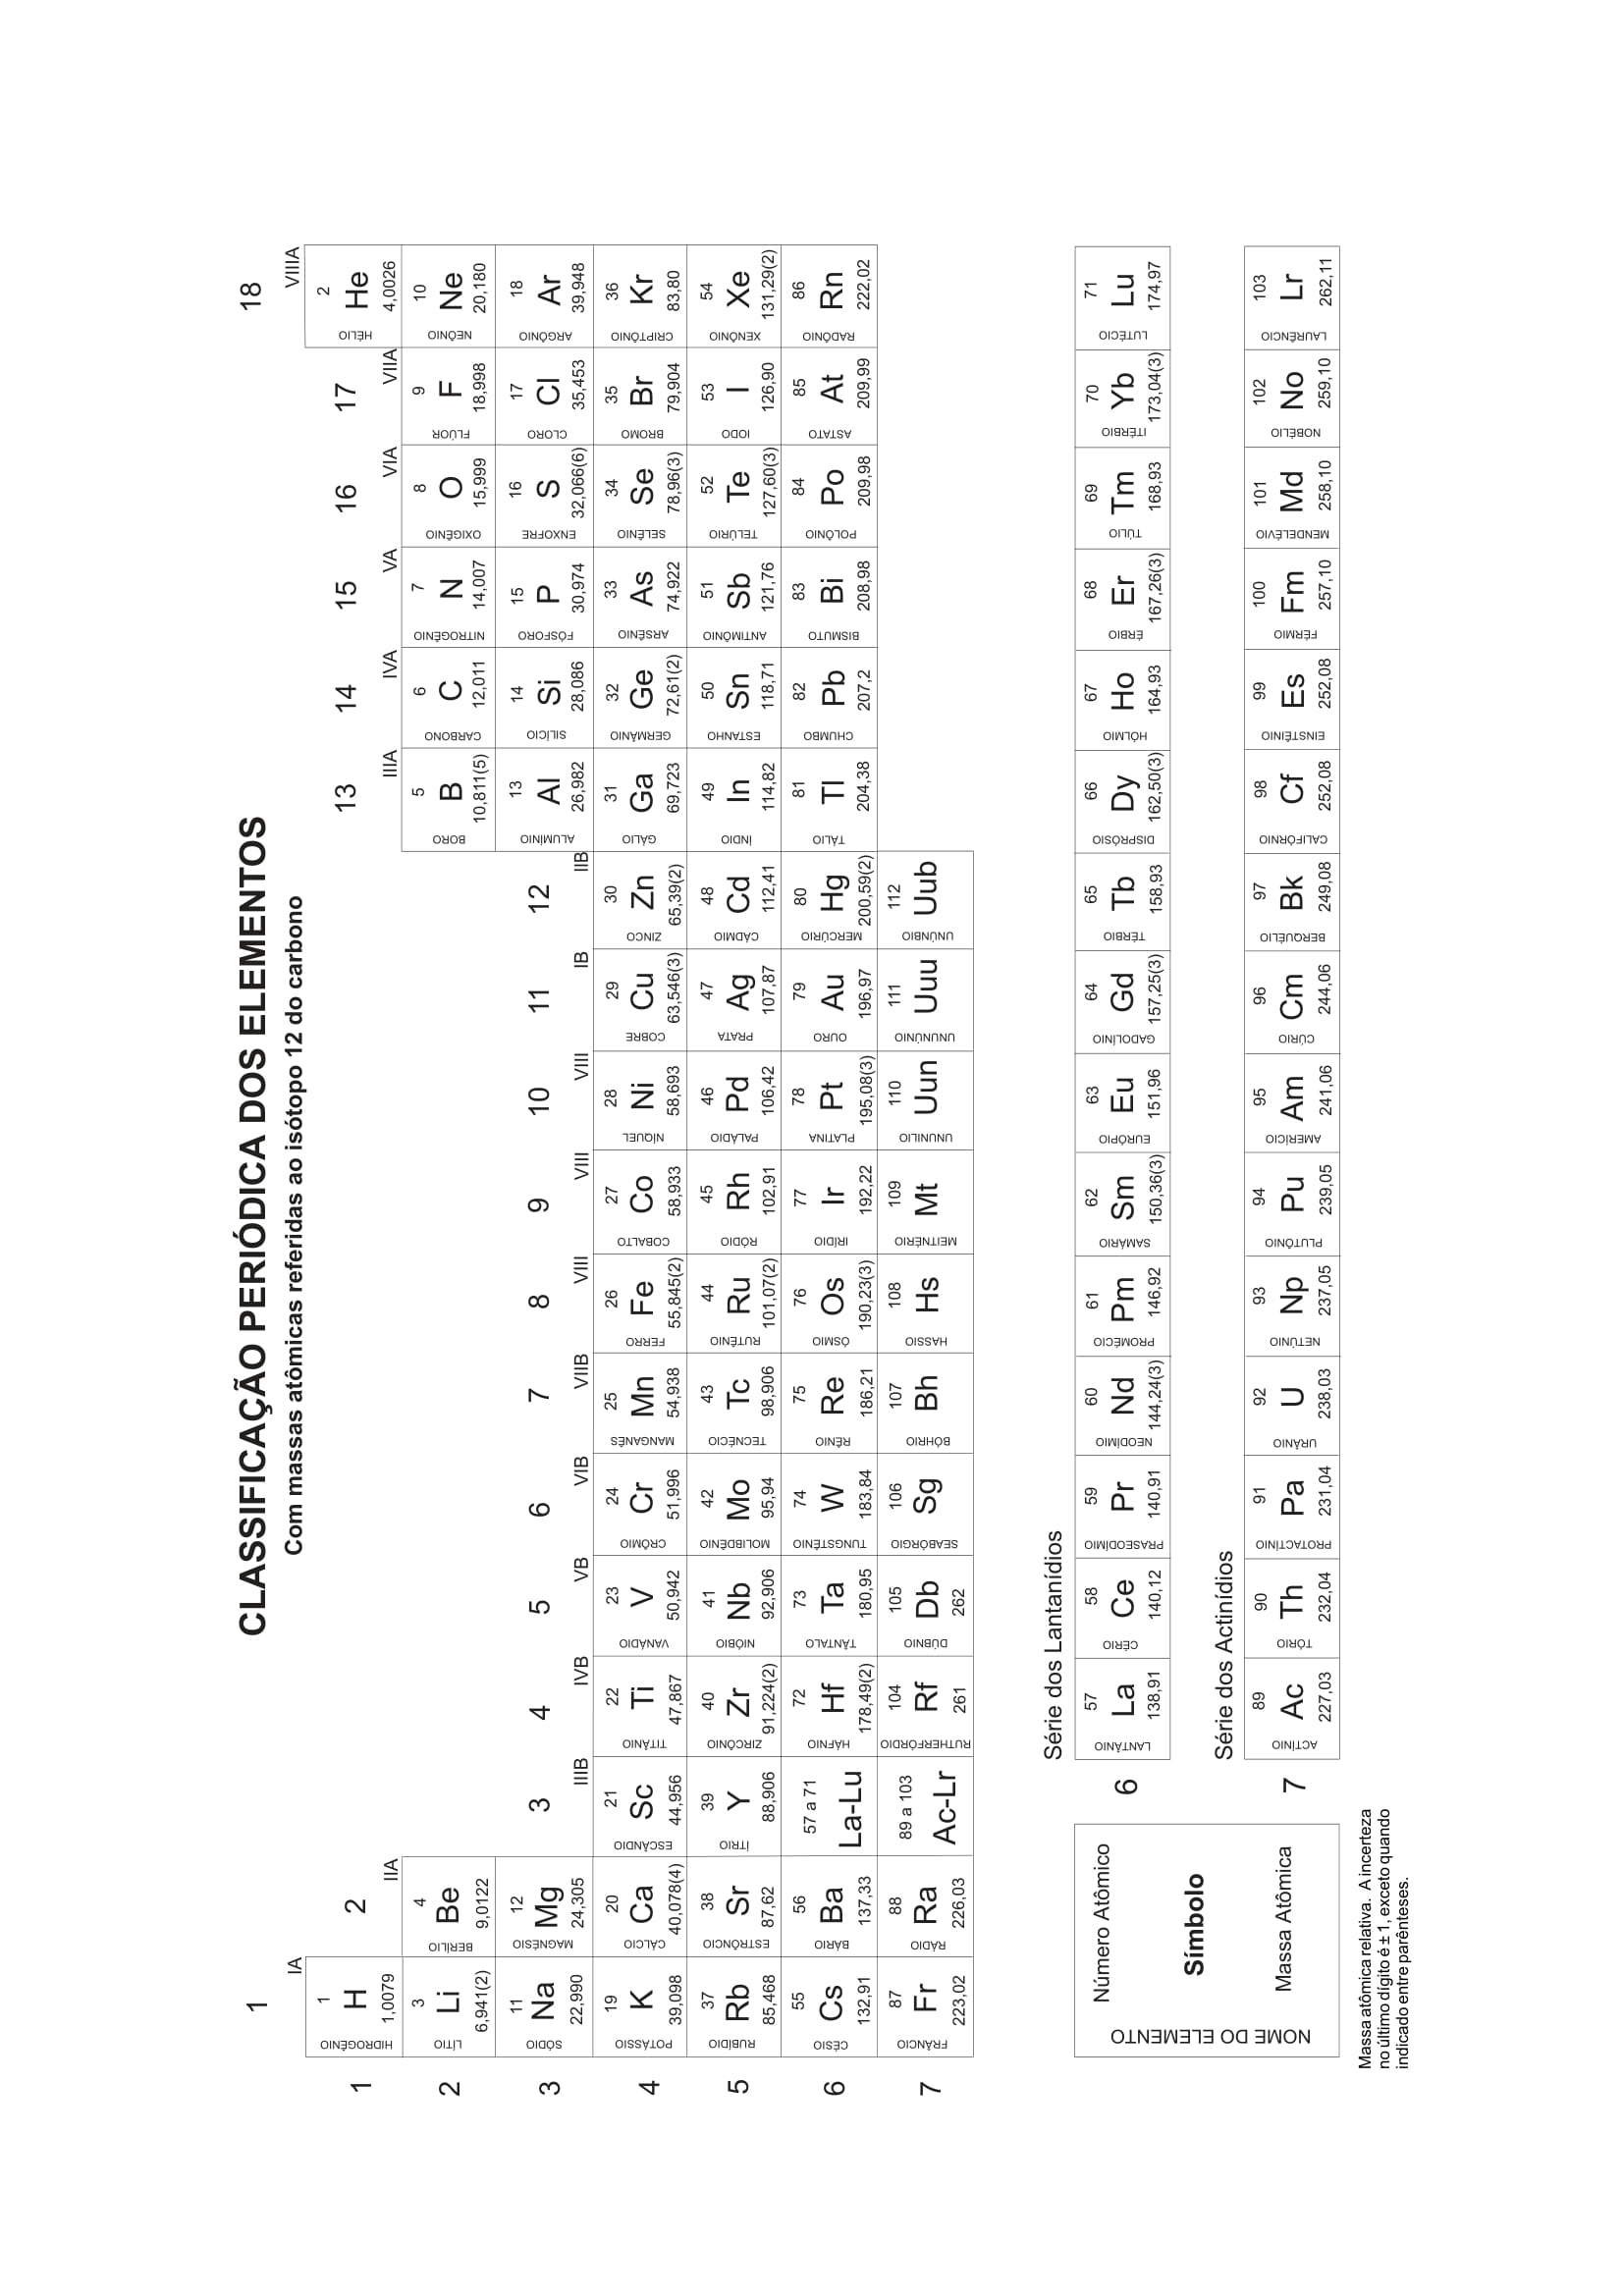 CLASSIFICAÇÃO PERIÓDICA DOS ELEMENTOS
Com massas atômicas referidas ao isótopo 12 do carbono
1 2 3 4 5 6 7 8 9 10 11 12 13 14 15 16 17 18
IA IIA IIIB IVB VB VIB VIIB VIII VIII VIII IB IIB IIIA IVA VA VIA VIIA VIIIA
1
HIDROGÊNIO 1 H 1,0079
HÉLIO 2 He 4,0026
2
LÍTIO 3 Li 6,941(2)
BERÍLIO 4 Be 9,0122
BORO 5 B 10,811(5)
CARBONO 6 C 12,011
NITROGÊNIO 7 N 14,007
OXIGÊNIO 8 O 15,999
FLÚOR 9 F 18,998
NEÔNIO 10 Ne 20,180
3
SÓDIO 11 Na 22,990
MAGNÉSIO 12 Mg 24,305
ALUMÍNIO 13 Al 26,982
SILÍCIO 14 Si 28,086
FÓSFORO 15 P 30,974
ENXOFRE 16 S 32,066(6)
CLORO 17 Cl 35,453
ARGÔNIO 18 Ar 39,948
4
POTÁSSIO 19 K 39,098
CÁLCIO 20 Ca 40,078(4)
ESCÂNDIO 21 Sc 44,956
TITÂNIO 22 Ti 47,867
VANÁDIO 23 V 50,942
CRÔMIO 24 Cr 51,996
MANGANÊS 25 Mn 54,938
FERRO 26 Fe 55,845(2)
COBALTO 27 Co 58,933
NÍQUEL 28 Ni 58,693
COBRE 29 Cu 63,546(3)
ZINCO 30 Zn 65,39(2)
GÁLIO 31 Ga 69,723
GERMÂNIO 32 Ge 72,61(2)
ARSÊNIO 33 As 74,922
SELÊNIO 34 Se 78,96(3)
BROMO 35 Br 79,904
CRIPTÔNIO 36 Kr 83,80
5
RUBÍDIO 37 Rb 85,468
ESTRÔNCIO 38 Sr 87,62
ÍTRIO 39 Y 88,906
ZIRCÔNIO 40 Zr 91,224(2)
NIÓBIO 41 Nb 92,906
MOLIBDÊNIO 42 Mo 95,94
TECNÉCIO 43 Tc 98,906
RUTÊNIO 44 Ru 101,07(2)
RÓDIO 45 Rh 102,91
PALÁDIO 46 Pd 106,42
PRATA 47 Ag 107,87
CÁDMIO 48 Cd 112,41
ÍNDIO 49 In 114,82
ESTANHO 50 Sn 118,71
ANTIMÔNIO 51 Sb 121,76
TELÚRIO 52 Te 127,60(3)
IODO 53 I 126,90
XENÔNIO 54 Xe 131,29(2)
6
CÉSIO 55 Cs 132,91
BÁRIO 56 Ba 137,33
57 a 71 La-Lu
HÁFNIO 72 Hf 178,49(2)
TÂNTALO 73 Ta 180,95
TUNGSTÊNIO 74 W 183,84
RÊNIO 75 Re 186,21
ÓSMIO 76 Os 190,23(3)
IRÍDIO 77 Ir 192,22
PLATINA 78 Pt 195,08(3)
OURO 79 Au 196,97
MERCÚRIO 80 Hg 200,59(2)
TÁLIO 81 Tl 204,38
CHUMBO 82 Pb 207,2
BISMUTO 83 Bi 208,98
POLÔNIO 84 Po 209,98
ASTATO 85 At 209,99
RADÔNIO 86 Rn 222,02
7
FRÂNCIO 87 Fr 223,02
RÁDIO 88 Ra 226,03
89 a 103 Ac-Lr
RUTHERFÓRDIO 104 Rf 261
DÚBNIO 105 Db 262
SEABÓRGIO 106 Sg
BÓHRIO 107 Bh
HASSIO 108 Hs
MEITNÉRIO 109 Mt
UNUNILIO 110 Uun
UNUNÚNIO 111 Uuu
UNÚNBIO 112 Uub
Série dos Lantanídios
6
LANTÂNIO 57 La 138,91
CÉRIO 58 Ce 140,12
PRASEODÍMIO 59 Pr 140,91
NEODÍMIO 60 Nd 144,24(3)
PROMÉCIO 61 Pm 146,92
SAMÁRIO 62 Sm 150,36(3)
EURÓPIO 63 Eu 151,96
GADOLÍNIO 64 Gd 157,25(3)
TÉRBIO 65 Tb 158,93
DISPRÓSIO 66 Dy 162,50(3)
HÓLMIO 67 Ho 164,93
ÉRBIO 68 Er 167,26(3)
TÚLIO 69 Tm 168,93
ITÉRBIO 70 Yb 173,04(3)
LUTÉCIO 71 Lu 174,97
Série dos Actinídios
7
ACTÍNIO 89 Ac 227,03
TÓRIO 90 Th 232,04
PROTACTÍNIO 91 Pa 231,04
URÂNIO 92 U 238,03
NETÚNIO 93 Np 237,05
PLUTÔNIO 94 Pu 239,05
AMERÍCIO 95 Am 241,06
CÚRIO 96 Cm 244,06
BERQUÉLIO 97 Bk 249,08
CALIFÓRNIO 98 Cf 252,08
EINSTÊINIO 99 Es 252,08
FÉRMIO 100 Fm 257,10
MENDELÉVIO 101 Md 258,10
NOBÉLIO 102 No 259,10
LAURÊNCIO 103 Lr 262,11
NOME DO ELEMENTO
Número Atômico
Símbolo
Massa Atômica
Massa atômica relativa. A incerteza
no último dígito é ± 1, exceto quando
indicado entre parênteses.